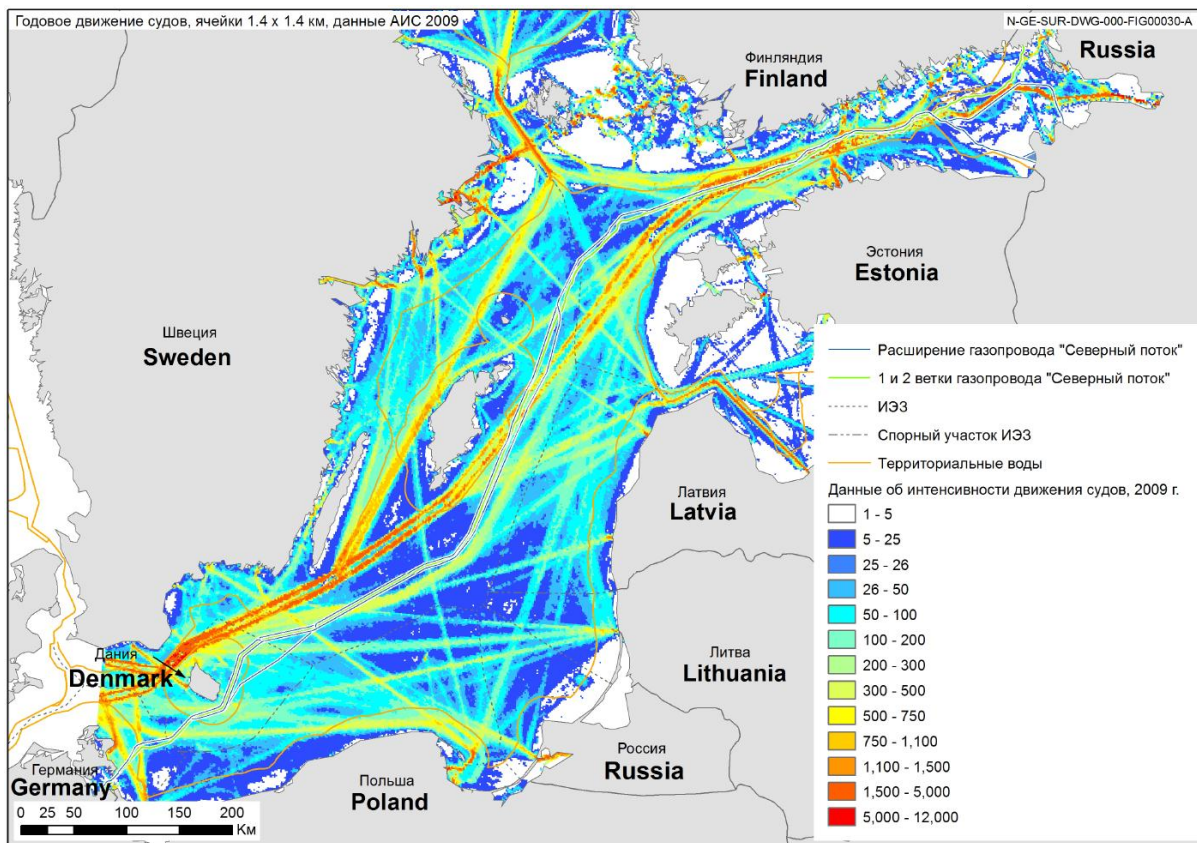 Годовое движение судов, ячейки 1.4 x 1.4 км, данные АИС 2009
N-GE-SUR-DWG-000-FIG00030-A
Russia
Финляндия
Finland
Эстония
Estonia
Швеция
Sweden
Расширение газопровода "Северный поток"
1 и 2 ветки газопровода "Северный поток"
ИЭЗ
Спорный участок ИЭЗ
Территориальные воды
Данные об интенсивности движения судов, 2009 г.
1 - 5
5 - 25
25 - 26
26 - 50
50 - 100
100 - 200
200 - 300
300 - 500
500 - 750
750 - 1,100
1,100 - 1,500
1,500 - 5,000
5,000 - 12,000
Латвия
Latvia
Литва
Lithuania
Дания
Denmark
Россия
Russia
Германия
Germany
Польша
Poland
0 25 50 100 150 200
Км